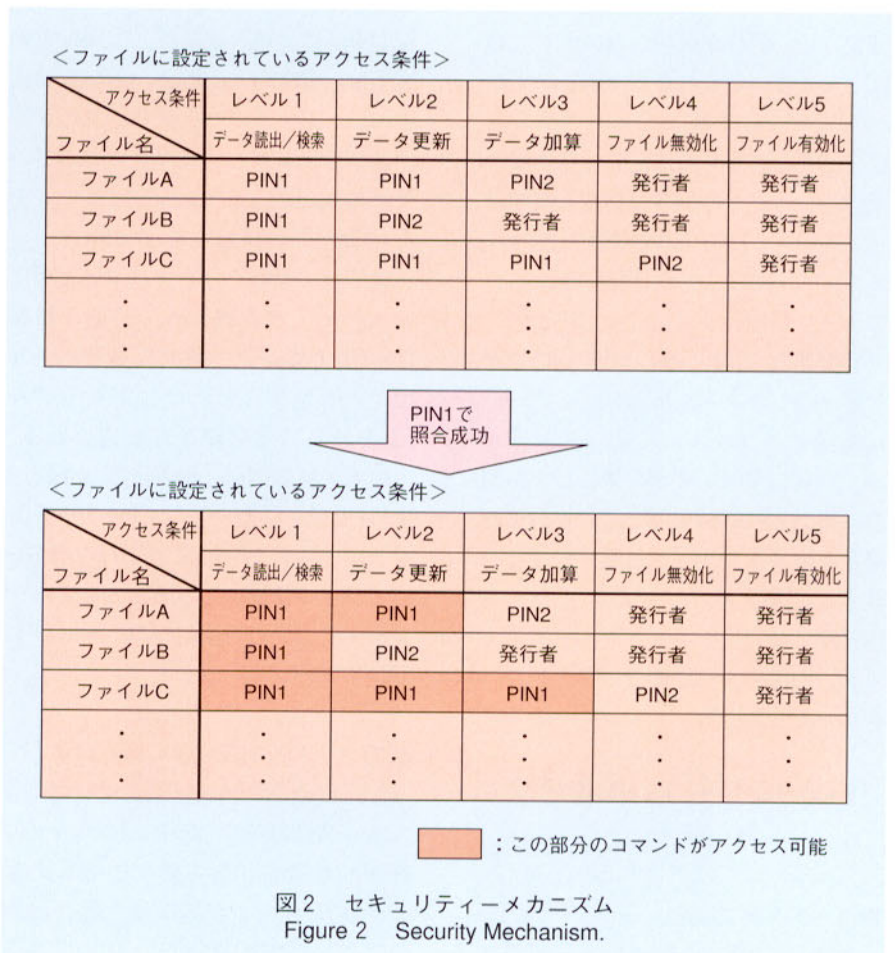 <ファイルに設定されているアクセス条件>
アクセス条件 レベル1 レベル2 レベル3 レベル4 レベル5
ファイル名 データ読出/検索 データ更新 データ加算 ファイル無効化 ファイル有効化
ファイルA PIN1 PIN1 PIN2 発行者 発行者
ファイルB PIN1 PIN2 発行者 発行者 発行者
ファイルC PIN1 PIN1 PIN1 PIN2 発行者
PIN1で
照合成功
<ファイルに設定されているアクセス条件>
アクセス条件 レベル1 レベル2 レベル3 レベル4 レベル5
ファイル名 データ読出/検索 データ更新 データ加算 ファイル無効化 ファイル有効化
ファイルA PIN1 PIN1 PIN2 発行者 発行者
ファイルB PIN1 PIN2 発行者 発行者 発行者
ファイルC PIN1 PIN1 PIN1 PIN2 発行者
:この部分のコマンドがアクセス可能
図2 セキュリティーメカニズム
Figure 2 Security Mechanism.